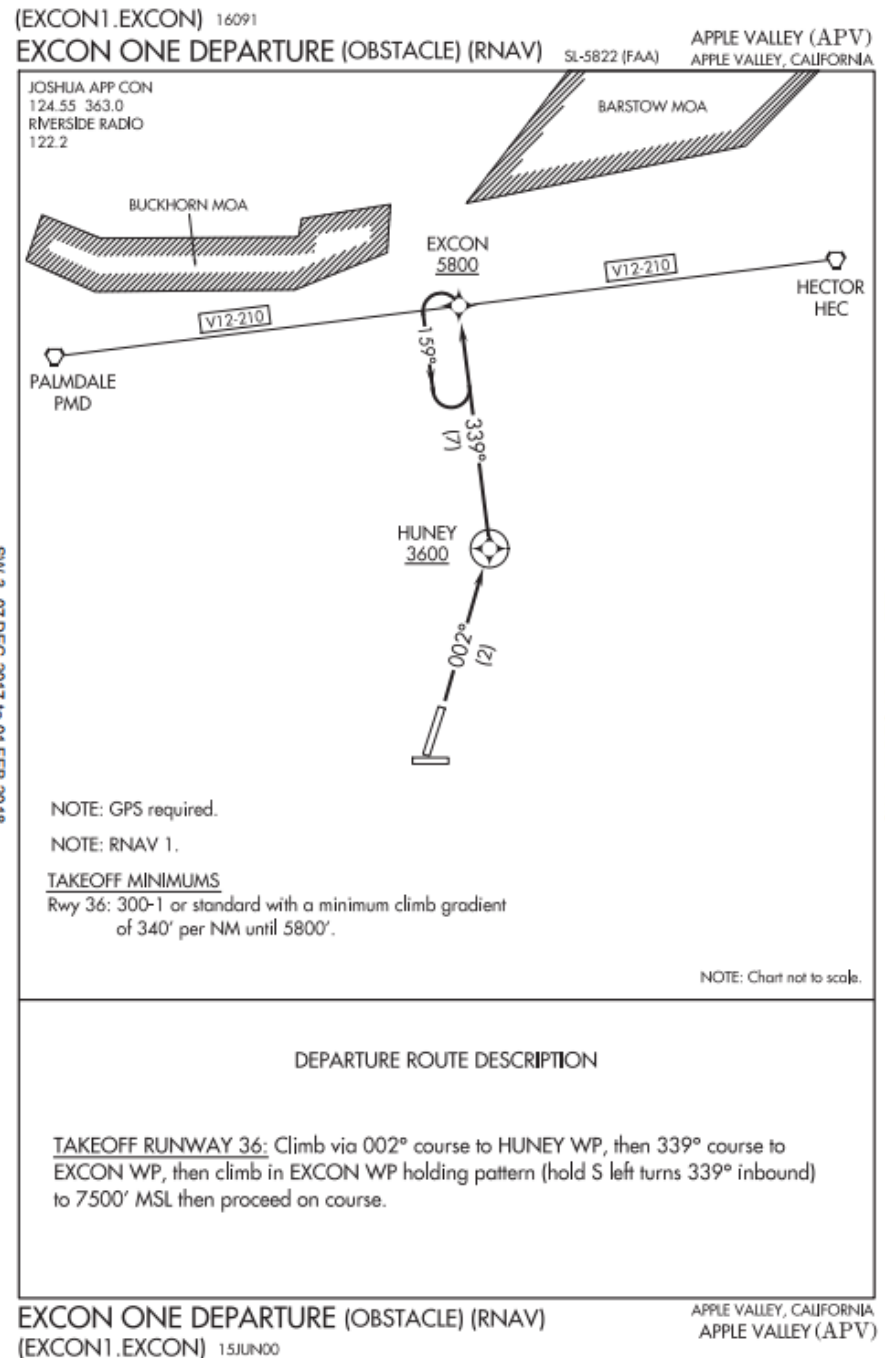 (EXCON1.EXCON) 16091
EXCON ONE DEPARTURE (OBSTACLE) (RNAV)
SL-5822 (FAA)
APPLE VALLEY (APV)
APPLE VALLEY, CALIFORNIA
JOSHUA APP CON
124.55 363.0
RIVERSIDE RADIO
122.2
BARSTOW MOA
BUCKHORN MOA
EXCON
5800
V12-210
HECTOR
HEC
V12-210
PALMDALE
PMD
159°
339°
(7)
HUNEY
3600
002°
(2)
NOTE: GPS required.
NOTE: RNAV 1.
TAKEOFF MINIMUMS
Rwy 36: 300-1 or standard with a minimum climb gradient
of 340' per NM until 5800'.
NOTE: Chart not to scale.
DEPARTURE ROUTE DESCRIPTION
TAKEOFF RUNWAY 36: Climb via 002° course to HUNEY WP, then 339° course to
EXCON WP, then climb in EXCON WP holding pattern (hold S left turns 339° inbound)
to 7500' MSL then proceed on course.
EXCON ONE DEPARTURE (OBSTACLE) (RNAV)
(EXCON1.EXCON) 15JUN00
APPLE VALLEY, CALIFORNIA
APPLE VALLEY (APV)